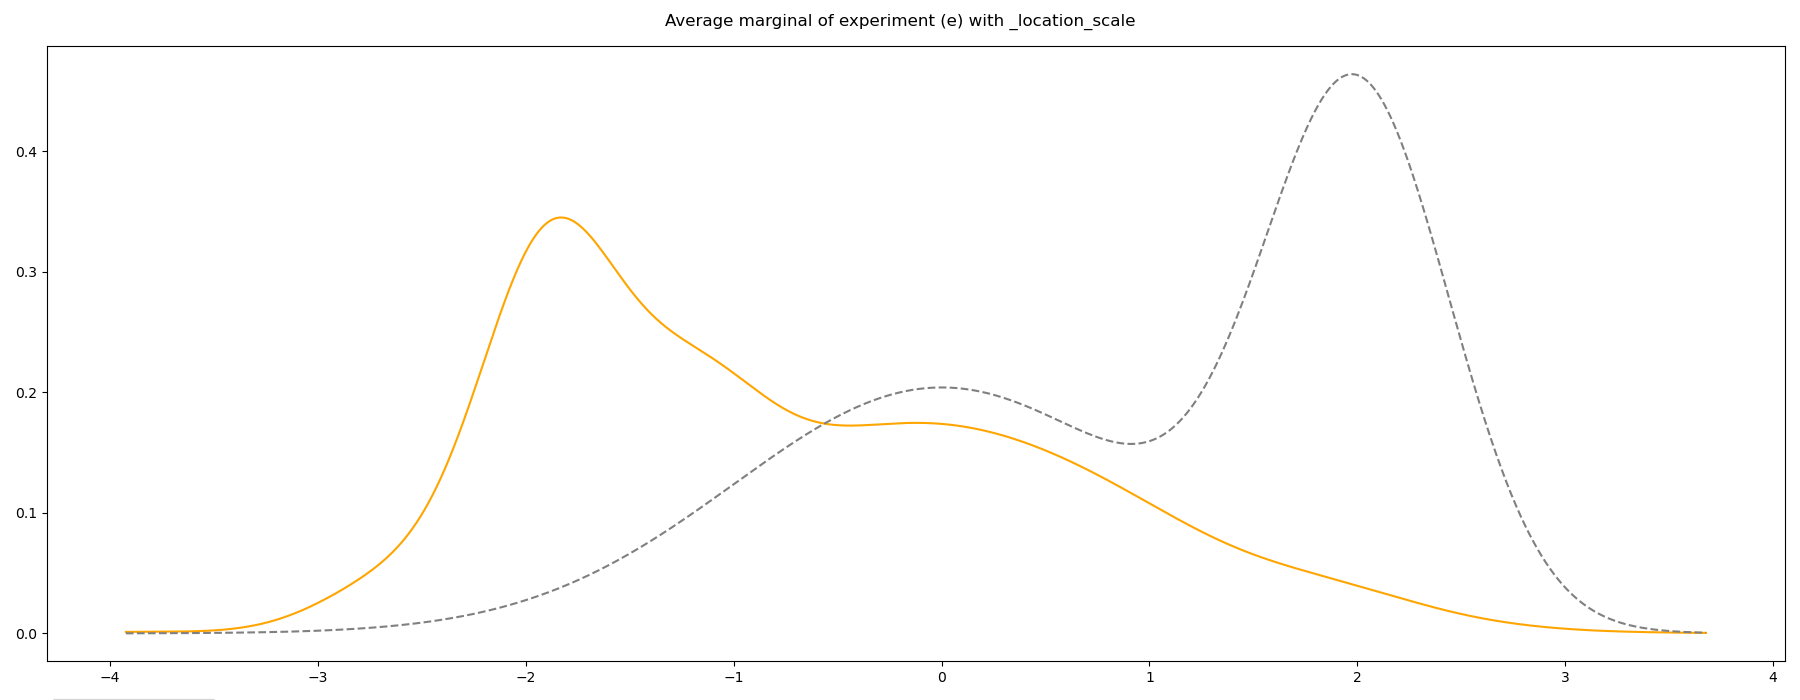 Average marginal of experiment (e) with _location_scale
0.4
0.3
0.2
0.1
0.0
−4 −3 −2 −1 0 1 2 3 4